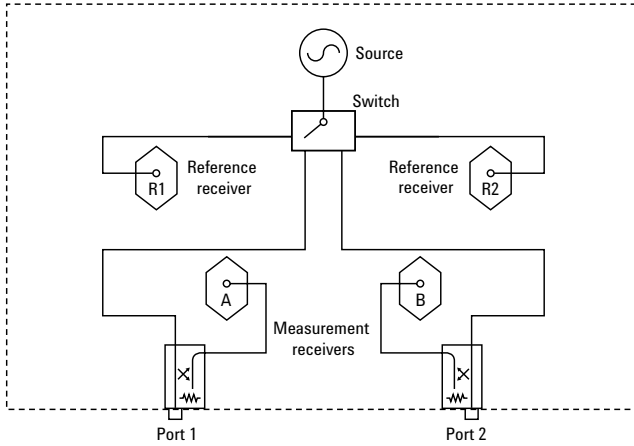 Source
Switch
Reference
receiver
R1
Reference
receiver
R2
A
B
Measurement
receivers
Port 1
Port 2